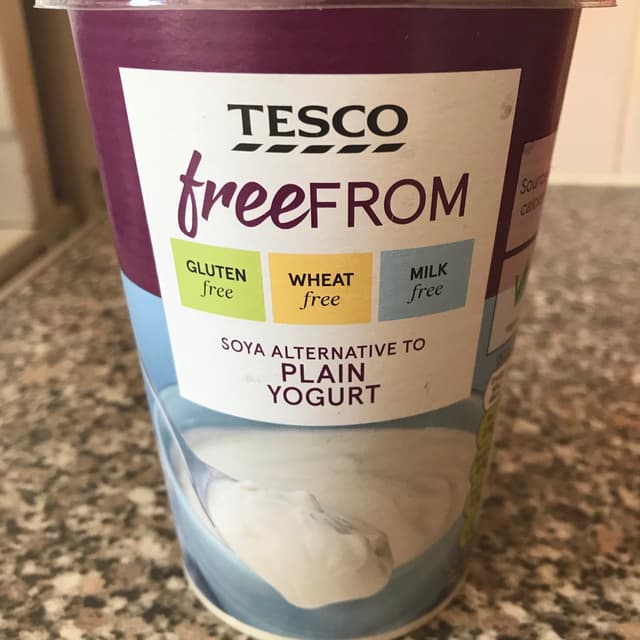 TESCO
freeFROM
GLUTEN
free
WHEAT
free
MILK
free
SOYA ALTERNATIVE TO
PLAIN
YOGURT